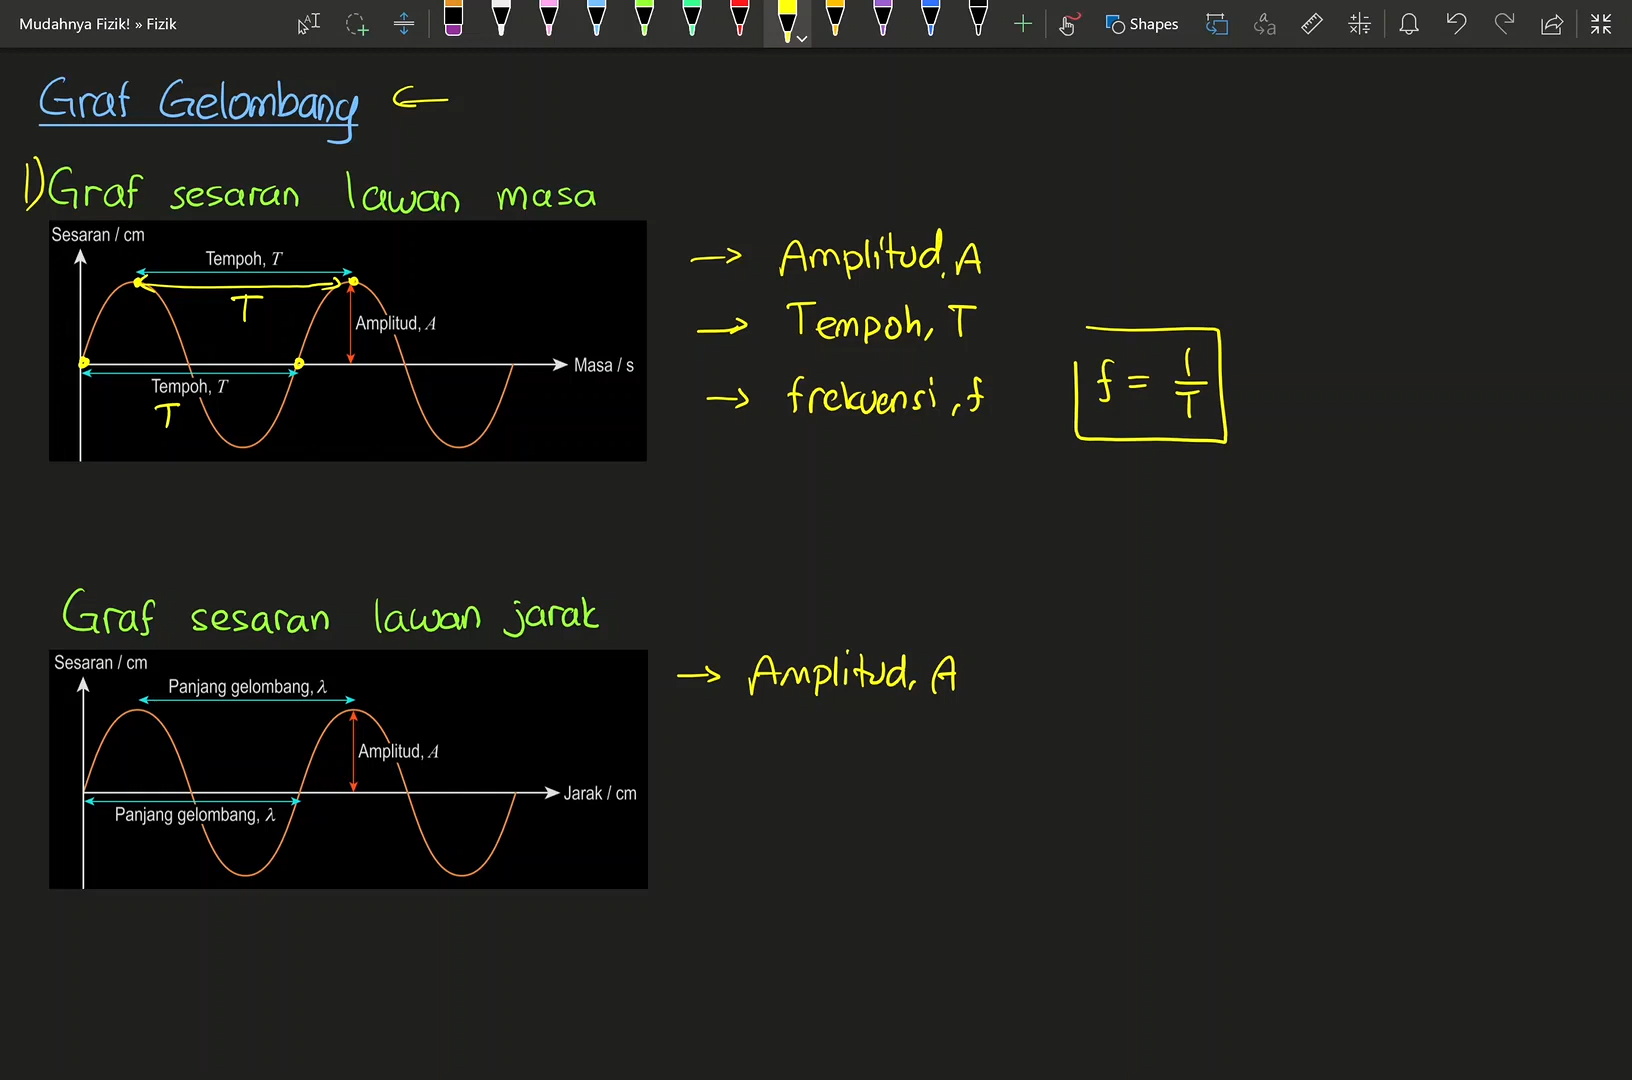 Mudahnya Fizik! » Fizik
Shapes
Graf Gelombang
1) Graf sesaran lawan masa
Sesaran / cm
Tempoh, T
T
Amplitud, A
Masa / s
Tempoh, T
T
→ Amplitud, A
→ Tempoh, T
→ frekuensi, f
f = 1/T
Graf sesaran lawan jarak
Sesaran / cm
Panjang gelombang, λ
Amplitud, A
Jarak / cm
Panjang gelombang, λ
→ Amplitud, A